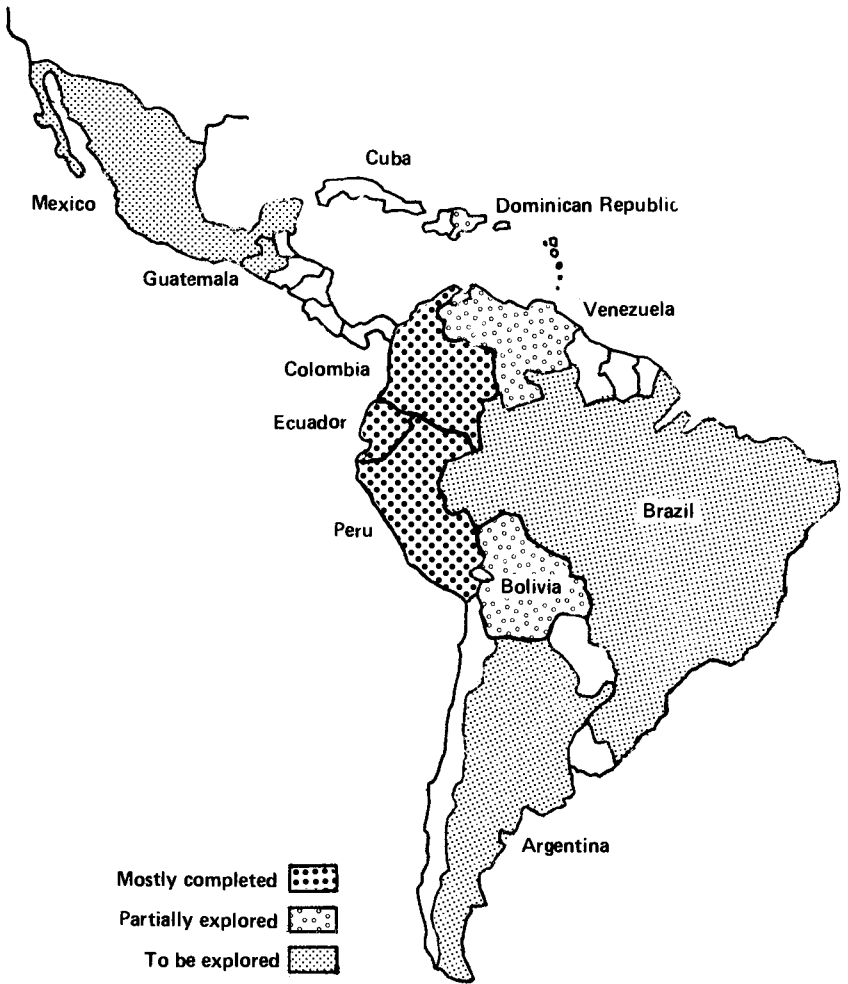 Cuba
Dominican Republic
Mexico
Guatemala
Venezuela
Colombia
Ecuador
Brazil
Peru
Bolivia
Argentina
Mostly completed
Partially explored
To be explored